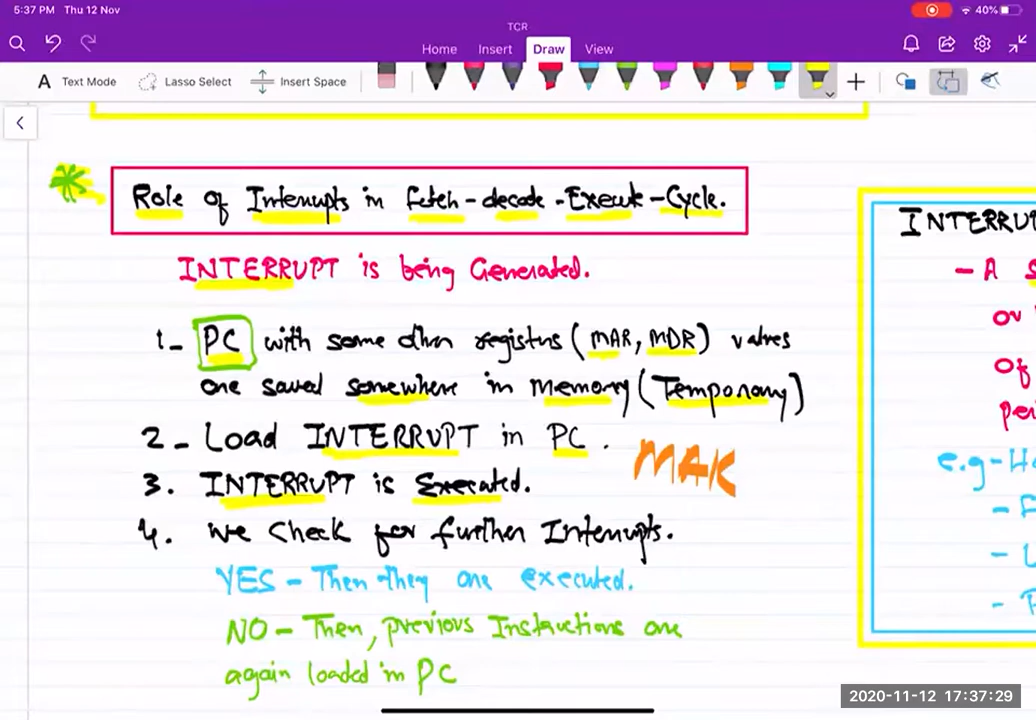 5:37 PM Thu 12 Nov
40%
TCR
Home Insert Draw View
A Text Mode Lasso Select Insert Space
Role of Interrupts in fetch-decode-Execute-Cycle.
INTERRUPT is being Generated.
1- PC with some other registers (MAR, MDR) values
are saved somewhere in memory (Temporary)
2- Load INTERRUPT in PC.
MAK
3. INTERRUPT is Executed.
4. We Check for further Interrupts.
YES - Then they are executed.
NO - Then, previous Instructions are
again loaded in PC
INTERRU
- A S
or
of
peri
e.g - Ha
- F
- L
- P
2020-11-12 17:37:29